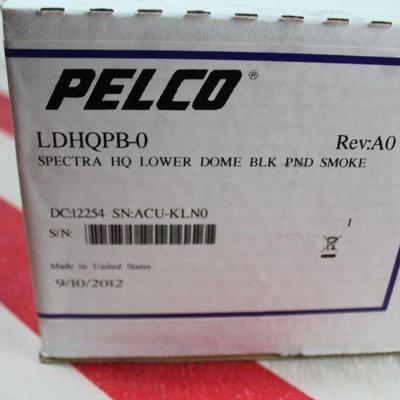 PELCO®
LDHQPB-0 Rev:A0
SPECTRA HQ LOWER DOME BLK PND SMOKE
DC:12254 SN:ACU-KLN0
S/N:
1
Made in United States
9/10/2012